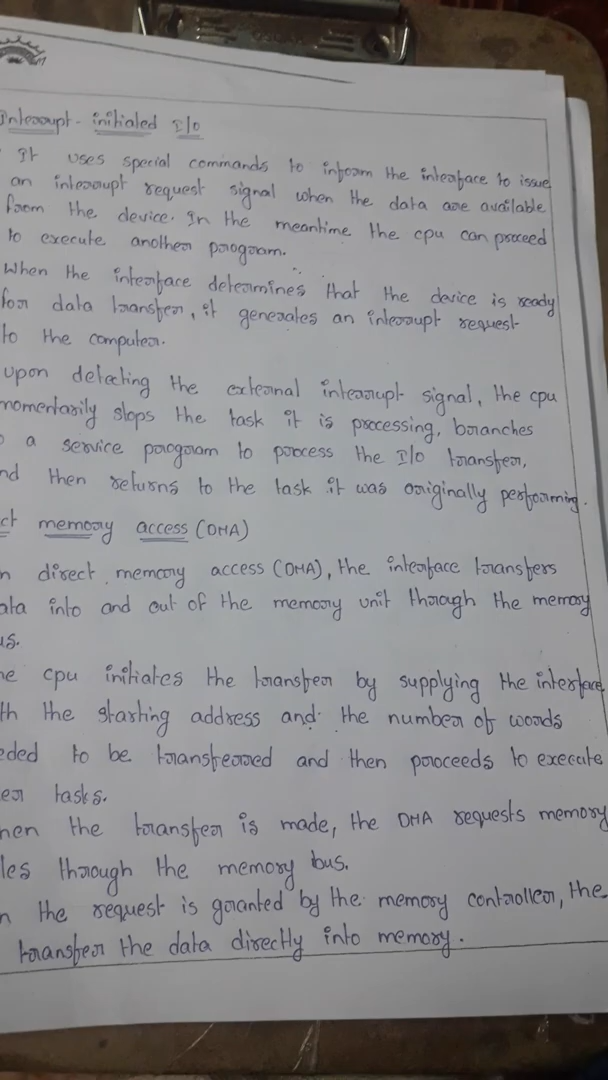 Interrupt - initiated I/O
It uses special commands to inform the interface to issue
an interrupt request signal when the data are available
from the device. In the meantime the cpu can proceed
to execute another program.
When the interface determines that the device is ready
for data transfer, it generates an interrupt request
to the computer.
upon detecting the external interrupt signal, the cpu
momentarily stops the task it is processing, branches
o a service program to process the I/O transfer,
nd then returns to the task it was originally performing.
ct memory access (DMA)
n direct memory access (DMA), the interface transfers
ata into and out of the memory unit through the memory
us.
he cpu initiates the transfer by supplying the interface
th the starting address and the number of words
eded to be transferred and then proceeds to execute
er tasks.
hen the transfer is made, the DMA requests memory
les through the memory bus.
n the request is granted by the memory controller, the
transfer the data directly into memory.